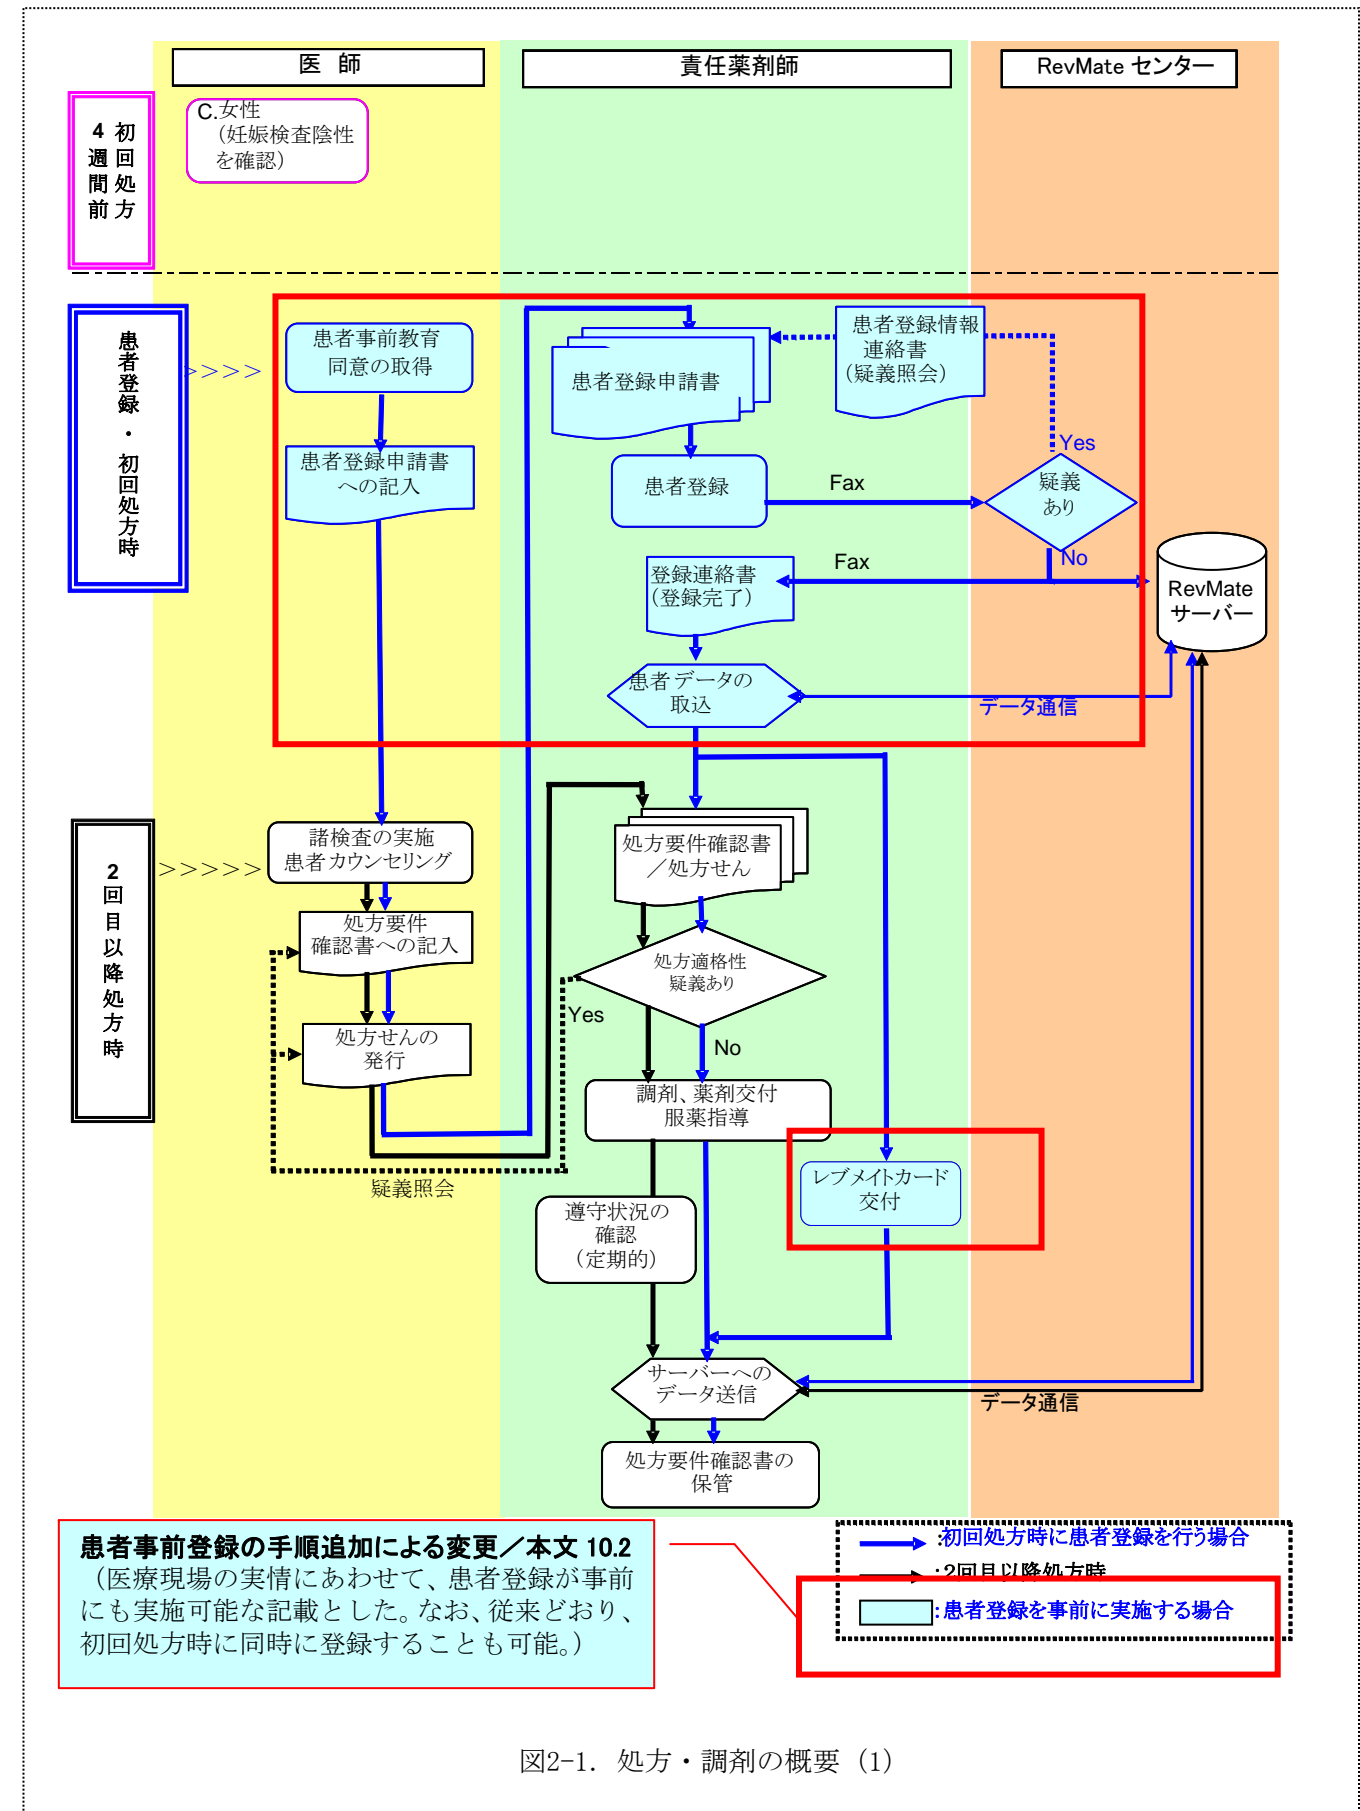 医 師
責任薬剤師
RevMate センター
初回処方
4週間前
C.女性
（妊娠検査陰性
を確認）
患者登録・初回処方時
>>>>
患者事前教育
同意の取得
患者登録申請書
への記入
患者登録申請書
患者登録情報
連絡書
（疑義照会）
Yes
患者登録
Fax
疑義
あり
No
Fax
登録連絡書
（登録完了）
RevMate
サーバー
患者データの
取込
データ通信
2回目以降処方時
>>>>>
諸検査の実施
患者カウンセリング
処方要件
確認書への記入
処方せんの
発行
疑義照会
処方要件確認書
／処方せん
処方適格性
疑義あり
Yes
No
調剤、薬剤交付
服薬指導
レブメイトカード
交付
遵守状況の
確認
（定期的）
サーバーへの
データ送信
データ通信
処方要件確認書の
保管
患者事前登録の手順追加による変更／本文 10.2
（医療現場の実情にあわせて、患者登録が事前
にも実施可能な記載とした。なお、従来どおり、
初回処方時に同時に登録することも可能。）
:初回処方時に患者登録を行う場合
:2回目以降処方時
:患者登録を事前に実施する場合
図2-1. 処方・調剤の概要（1）